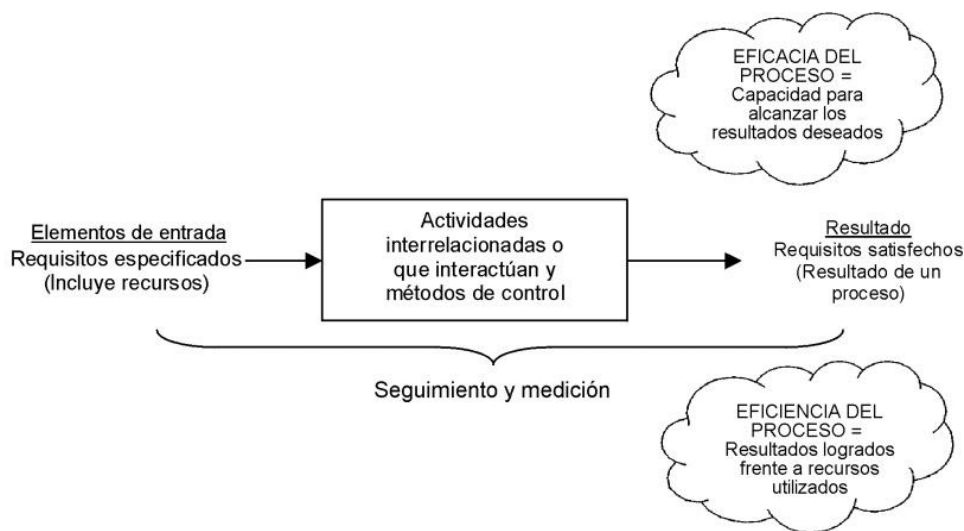 EFICACIA DEL
PROCESO =
Capacidad para
alcanzar los
resultados deseados
Elementos de entrada
Requisitos especificados
(Incluye recursos)
Actividades
interrelacionadas o
que interactúan y
métodos de control
Resultado
Requisitos satisfechos
(Resultado de un
proceso)
Seguimiento y medición
EFICIENCIA DEL
PROCESO =
Resultados logrados
frente a recursos
utilizados